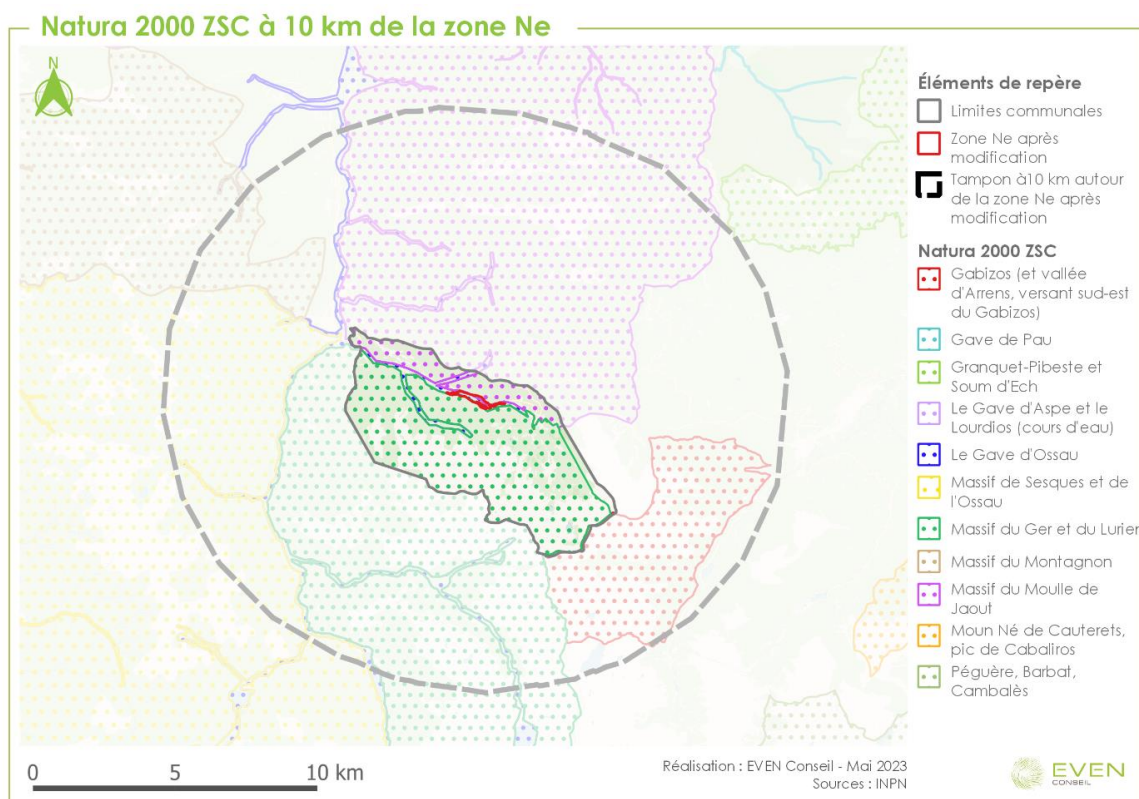 Natura 2000 ZSC à 10 km de la zone Ne
N
Éléments de repère
Limites communales
Zone Ne après
modification
Tampon à10 km autour
de la zone Ne après
modification
Natura 2000 ZSC
Gabizos (et vallée
d'Arrens, versant sud-est
du Gabizos)
Gave de Pau
Granquet-Pibeste et
Soum d'Ech
Le Gave d'Aspe et le
Lourdios (cours d'eau)
Le Gave d'Ossau
Massif de Sesques et de
l'Ossau
Massif du Ger et du Lurier
Massif du Montagnon
Massif du Moulle de
Jaout
Moun Né de Cauterets,
pic de Cabaliros
Péguère, Barbat,
Cambalès
0 5 10 km
Réalisation : EVEN Conseil - Mai 2023
Sources : INPN
EVEN
CONSEIL